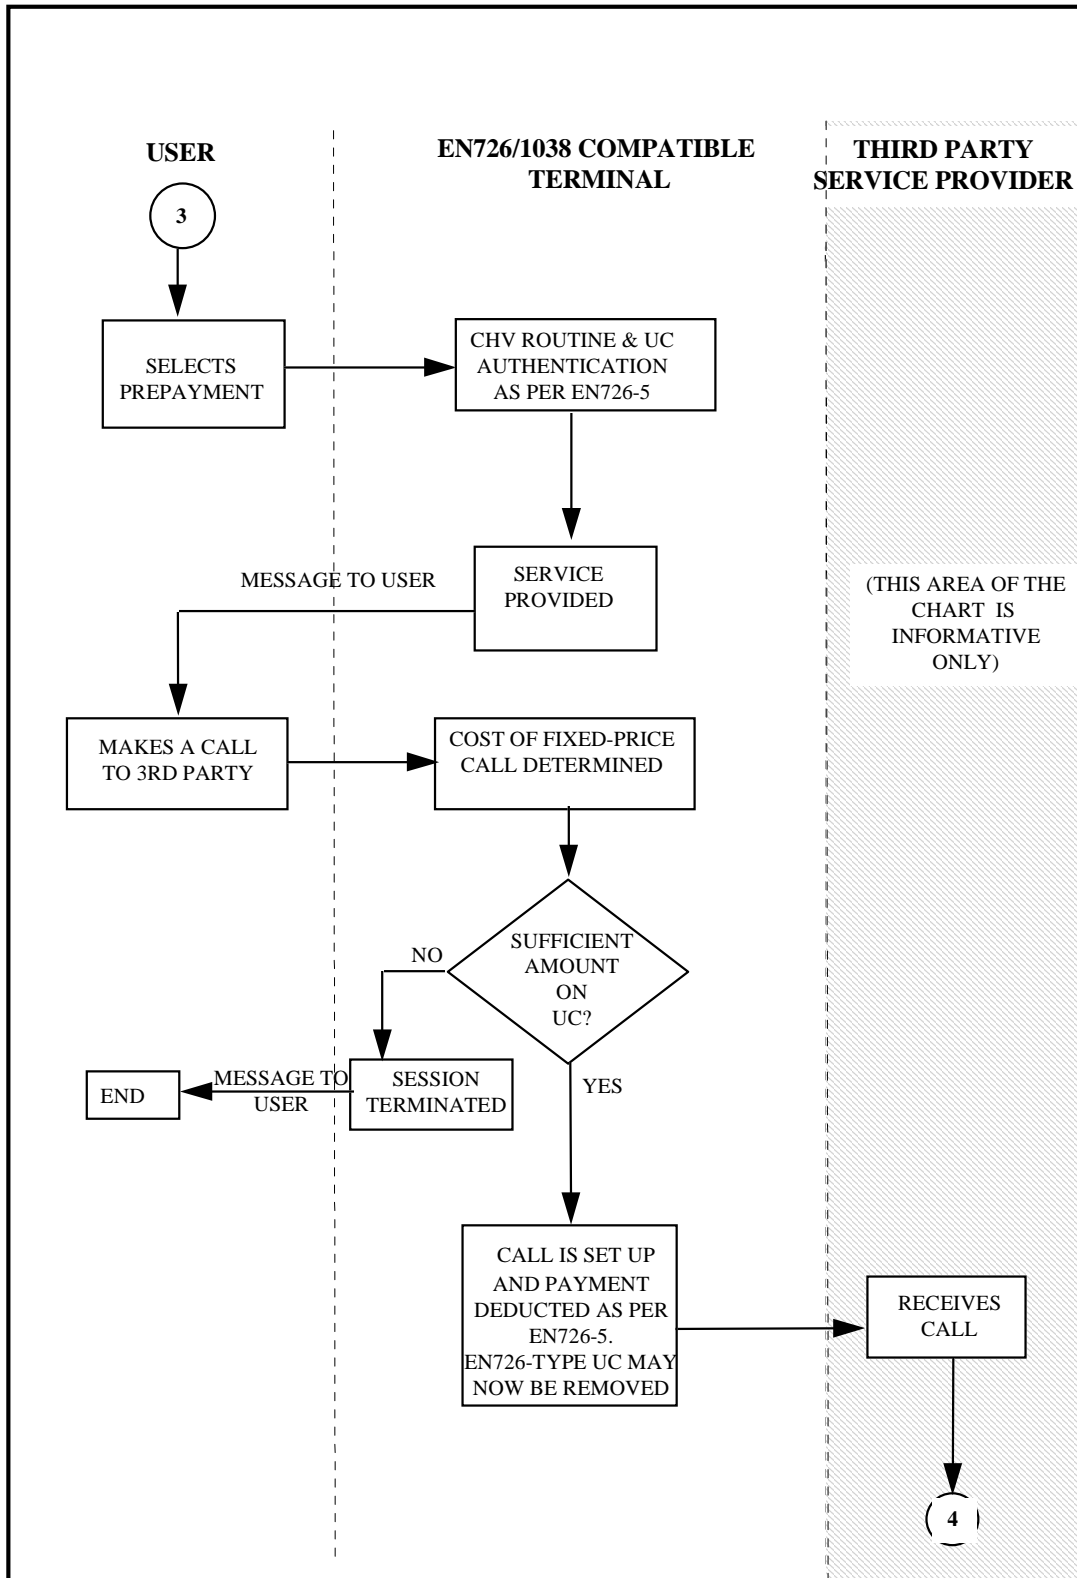 USER
EN726/1038 COMPATIBLE
TERMINAL
THIRD PARTY
SERVICE PROVIDER
3
SELECTS
PREPAYMENT
CHV ROUTINE & UC
AUTHENTICATION
AS PER EN726-5
MESSAGE TO USER
SERVICE
PROVIDED
(THIS AREA OF THE
CHART IS
INFORMATIVE
ONLY)
MAKES A CALL
TO 3RD PARTY
COST OF FIXED-PRICE
CALL DETERMINED
SUFFICIENT
AMOUNT
ON
UC?
NO
YES
SESSION
TERMINATED
MESSAGE TO
USER
END
CALL IS SET UP
AND PAYMENT
DEDUCTED AS PER
EN726-5.
EN726-TYPE UC MAY
NOW BE REMOVED
RECEIVES
CALL
4